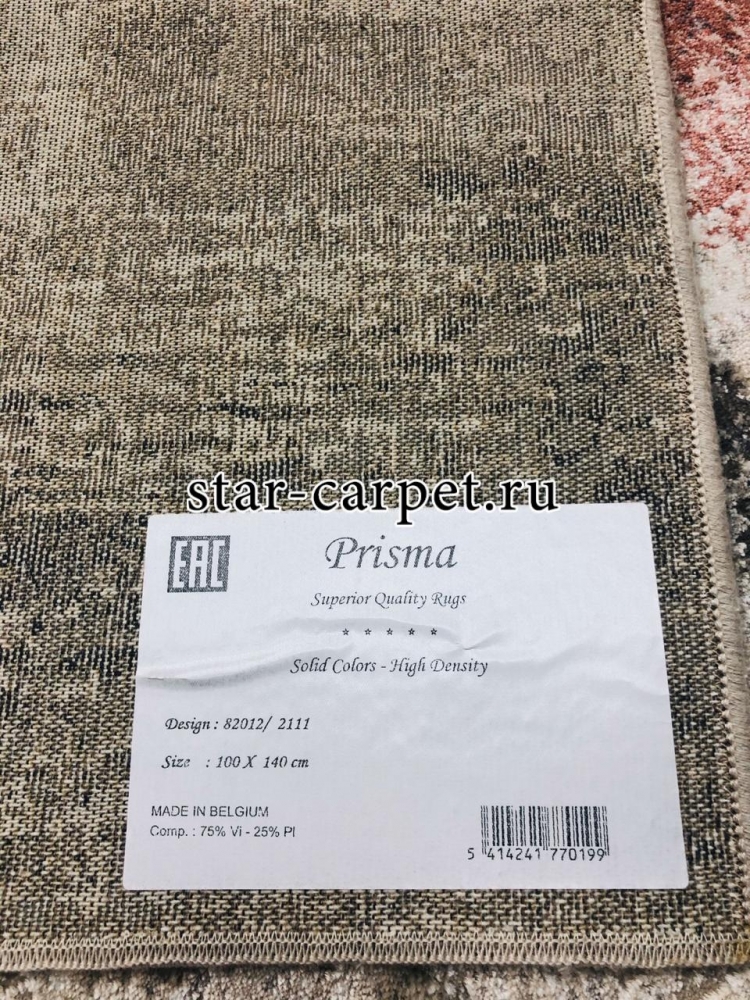 star-carpet.ru
EAC
Prisma
Superior Quality Rugs
Solid Colors - High Density
Design : 82012/ 2111
Size : 100 X 140 cm
MADE IN BELGIUM
Comp. : 75% Vi - 25% Pl
5 414241 770199